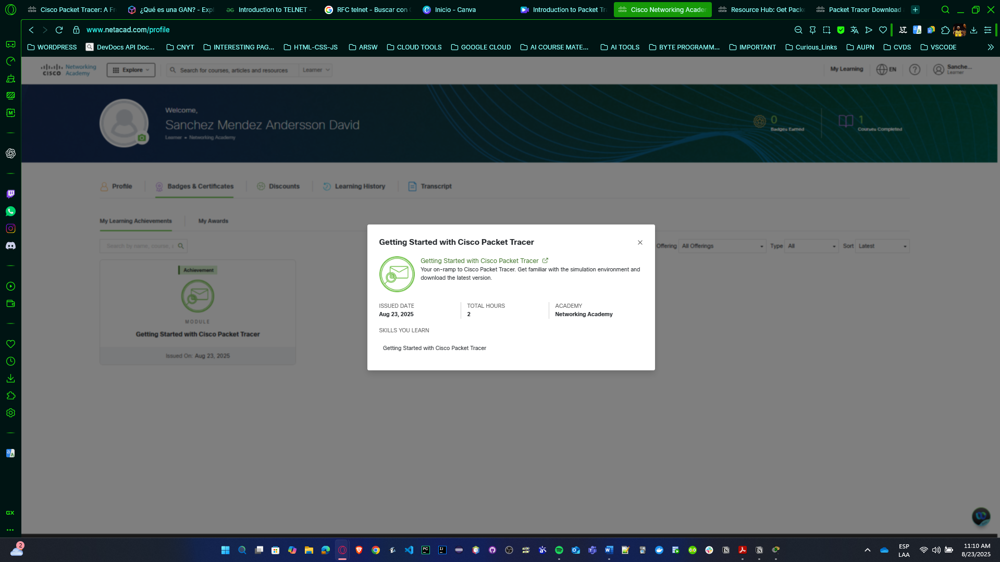 Cisco Packet Tracer: A Fr
¿Qué es una GAN? - Expl
Introduction to TELNET -
RFC telnet - Buscar con
Inicio - Canva
Introduction to Packet Tr
Cisco Networking Academ
Resource Hub: Get Packe
Packet Tracer Download
www.netacad.com/profile
WORDPRESS
DevDocs API Doc...
CNYT
INTERESTING PAG...
HTML-CSS-JS
ARSW
CLOUD TOOLS
GOOGLE CLOUD
AI COURSE MATE...
AI TOOLS
BYTE PROGRAMM...
IMPORTANT
Curious_Links
AUPN
CVDS
VSCODE
CISCO
Networking
Academy
Explore
Search for courses, articles and resources
Learner
My Learning
EN
Sanche...
Learner
Welcome,
Sanchez Mendez Andersson David
Learner • Networking Academy
0
Badges Earned
1
Courses Completed
Profile
Badges & Certificates
Discounts
Learning History
Transcript
My Learning Achievements
My Awards
Search by name, course, c
Offering
All Offerings
Type
All
Sort
Latest
Achievement
MODULE
Getting Started with Cisco Packet Tracer
Issued On: Aug 23, 2025
Getting Started with Cisco Packet Tracer
Getting Started with Cisco Packet Tracer
Your on-ramp to Cisco Packet Tracer. Get familiar with the simulation environment and
download the latest version.
ISSUED DATE
Aug 23, 2025
TOTAL HOURS
2
ACADEMY
Networking Academy
SKILLS YOU LEARN
Getting Started with Cisco Packet Tracer
GX
2
ESP
LAA
11:10 AM
8/23/2025